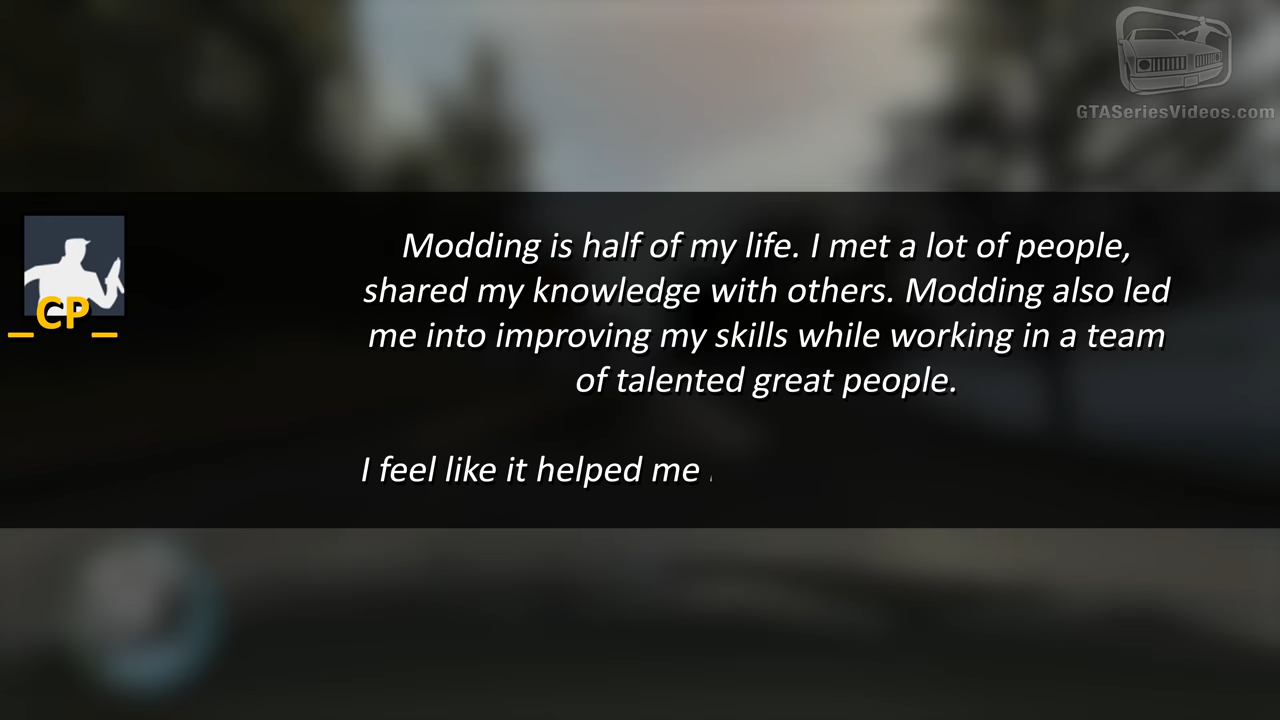 GTASeriesVideos.com
Modding is half of my life. I met a lot of people,
shared my knowledge with others. Modding also led
me into improving my skills while working in a team
of talented great people.
I feel like it helped me
_CP_